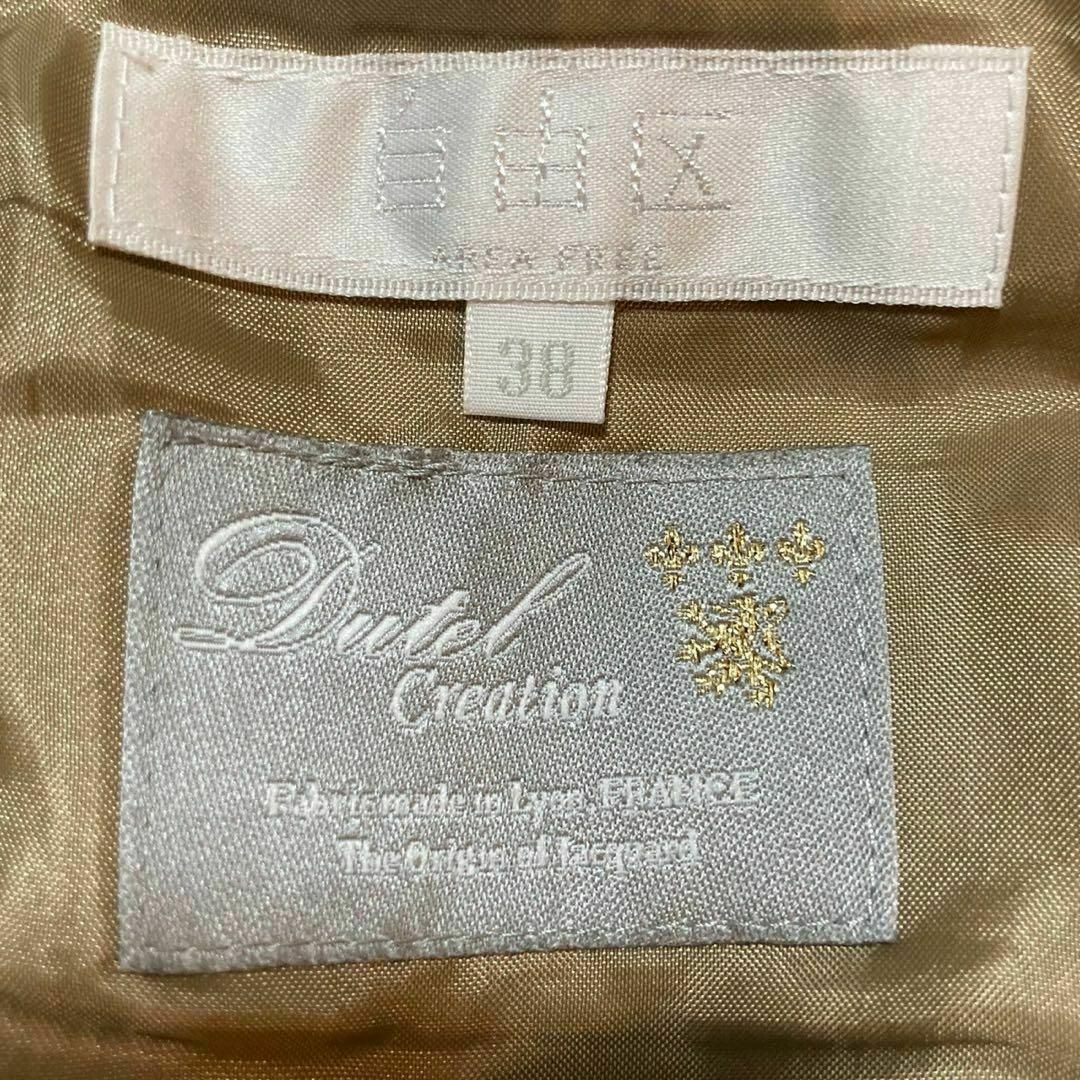 自由区
AREA FREE
38
Dutel
Creation
Fabric made in Lyon FRANCE
The Origin of Jacquard